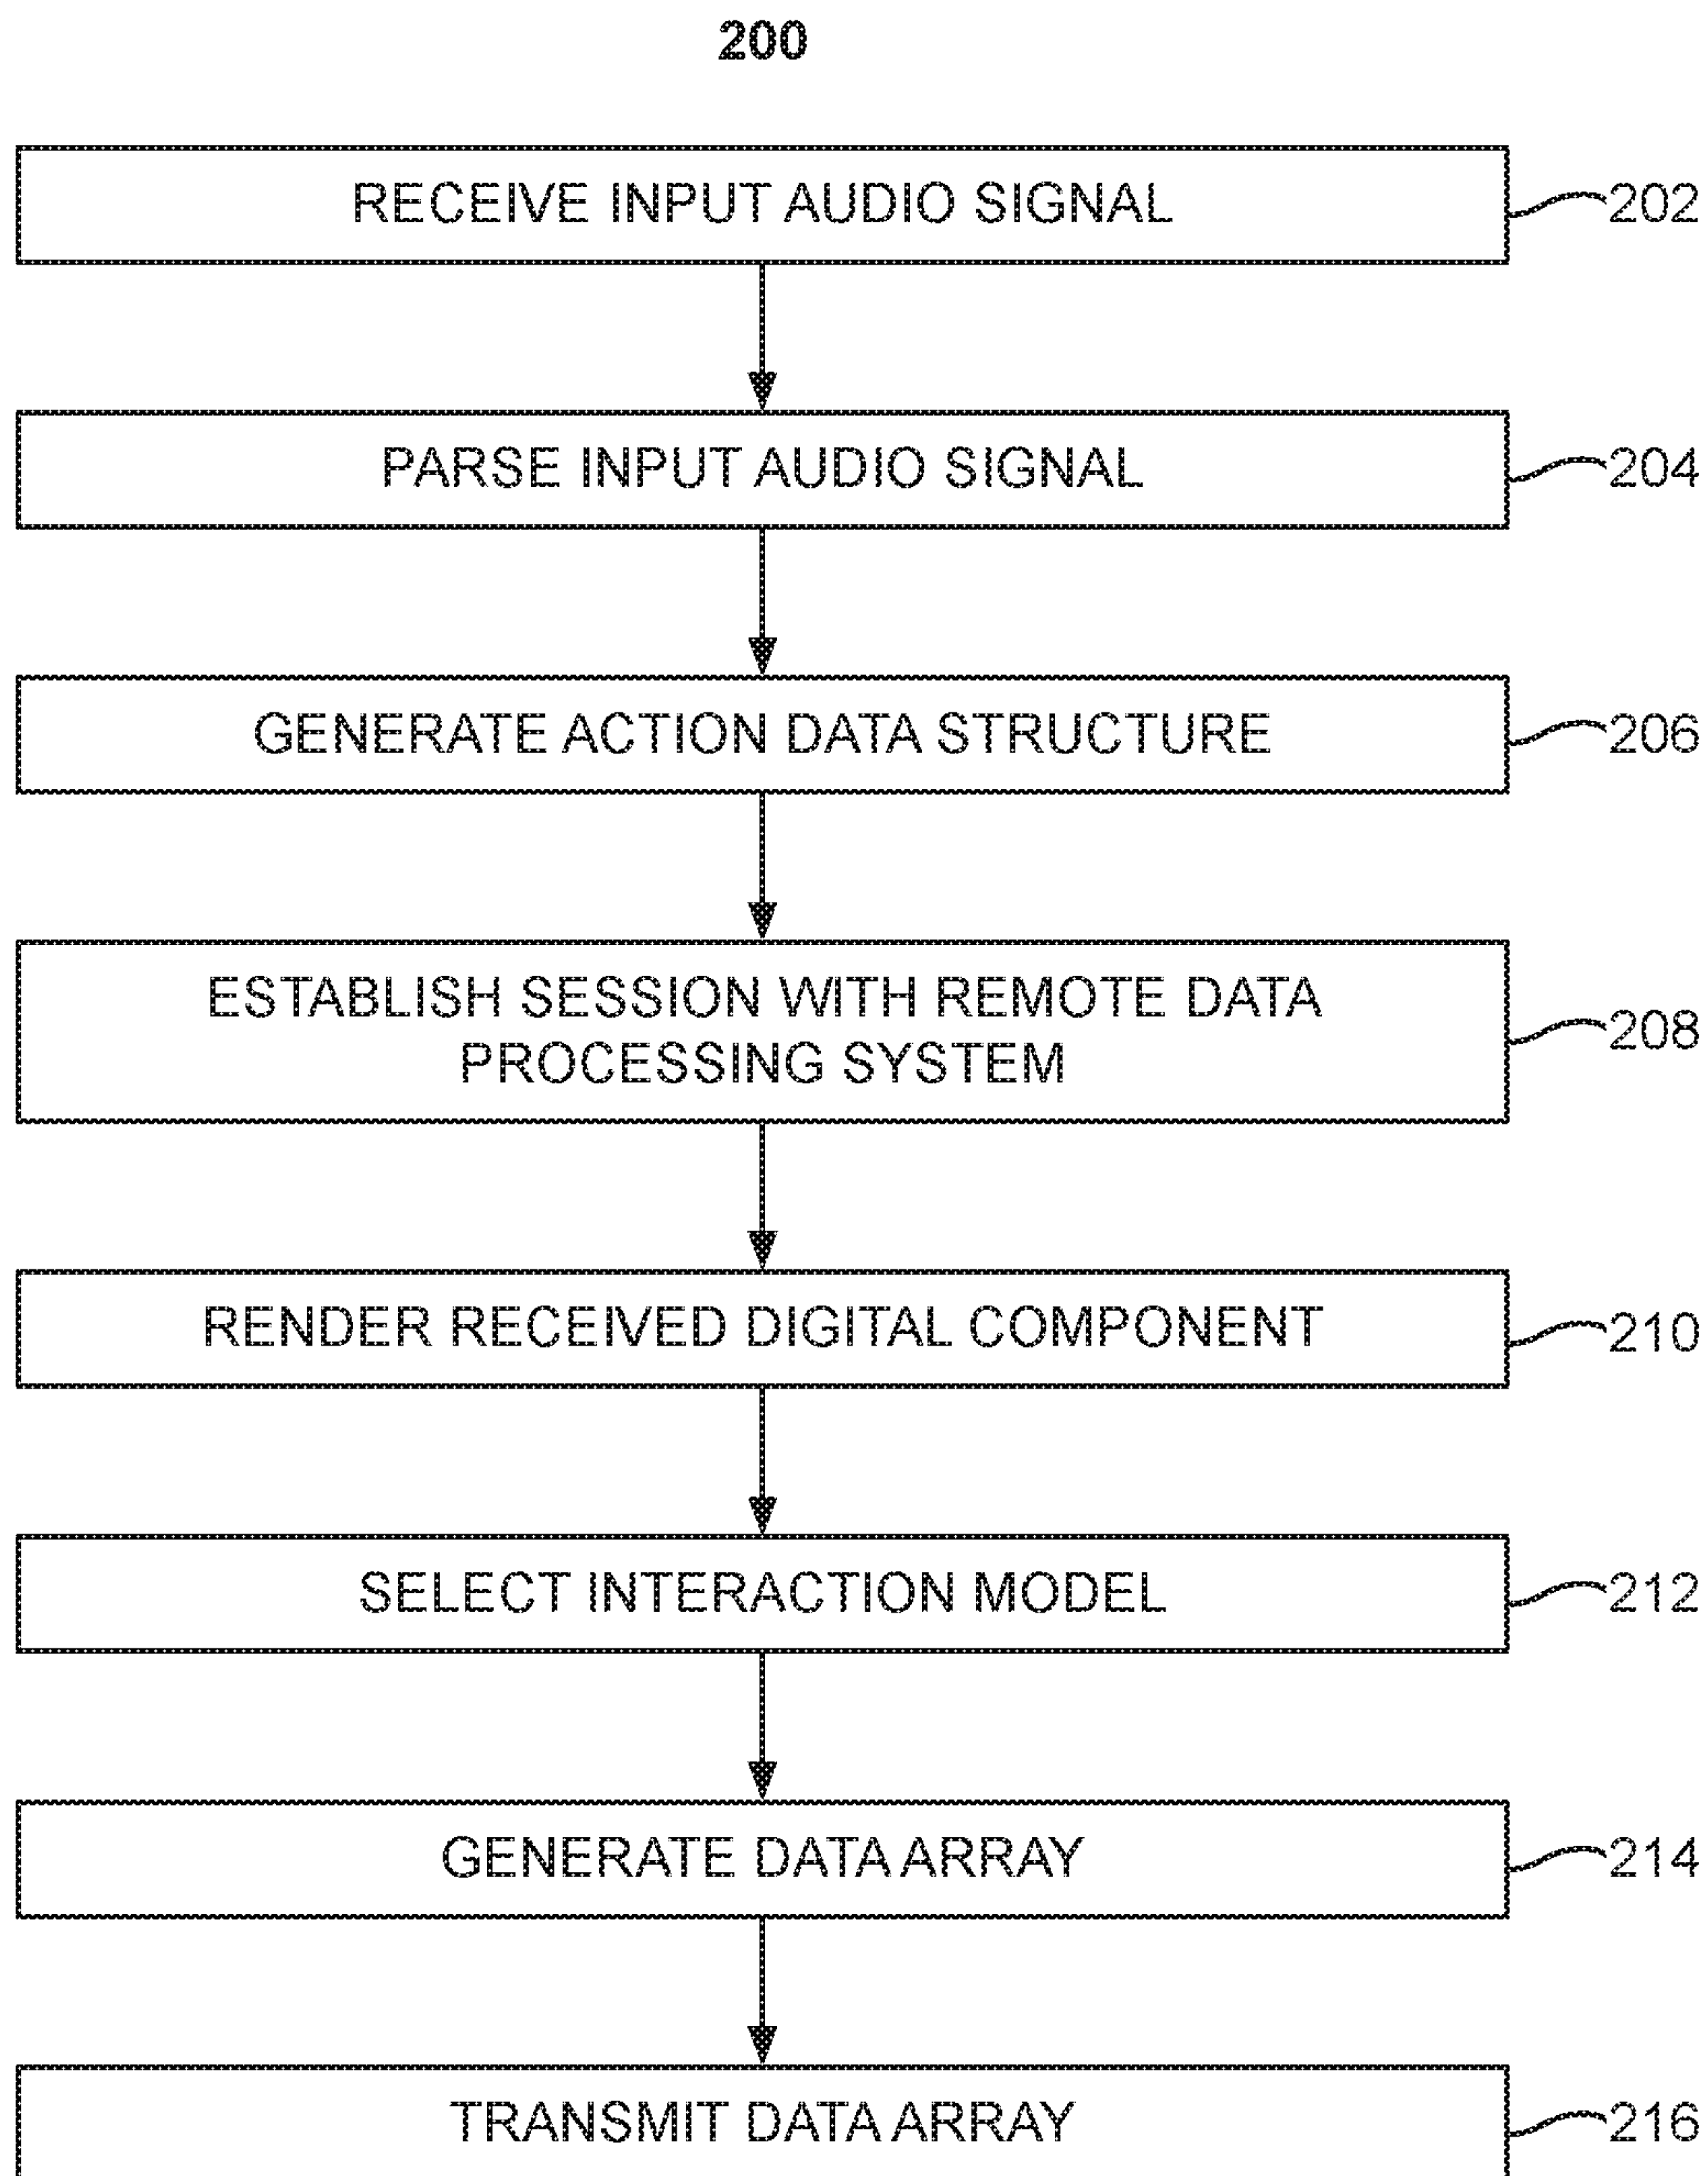 200
RECEIVE INPUT AUDIO SIGNAL
202
PARSE INPUT AUDIO SIGNAL
204
GENERATE ACTION DATA STRUCTURE
206
ESTABLISH SESSION WITH REMOTE DATA
PROCESSING SYSTEM
208
RENDER RECEIVED DIGITAL COMPONENT
210
SELECT INTERACTION MODEL
212
GENERATE DATA ARRAY
214
TRANSMIT DATA ARRAY
216